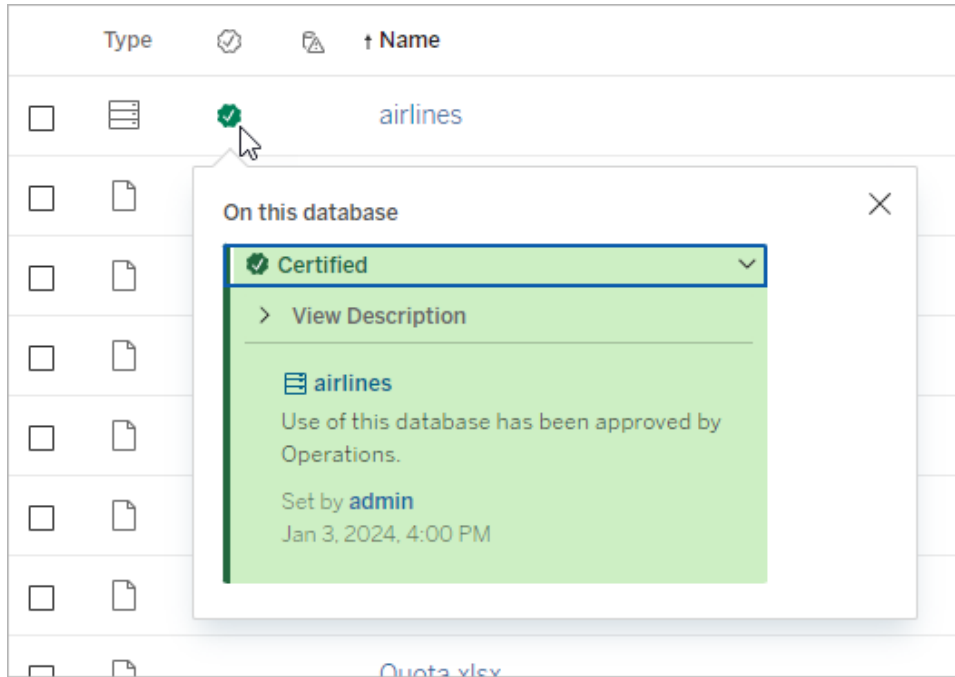 Type
Name
airlines
On this database
Certified
View Description
airlines
Use of this database has been approved by
Operations.
Set by admin
Jan 3, 2024, 4:00 PM
Quota.xlsx